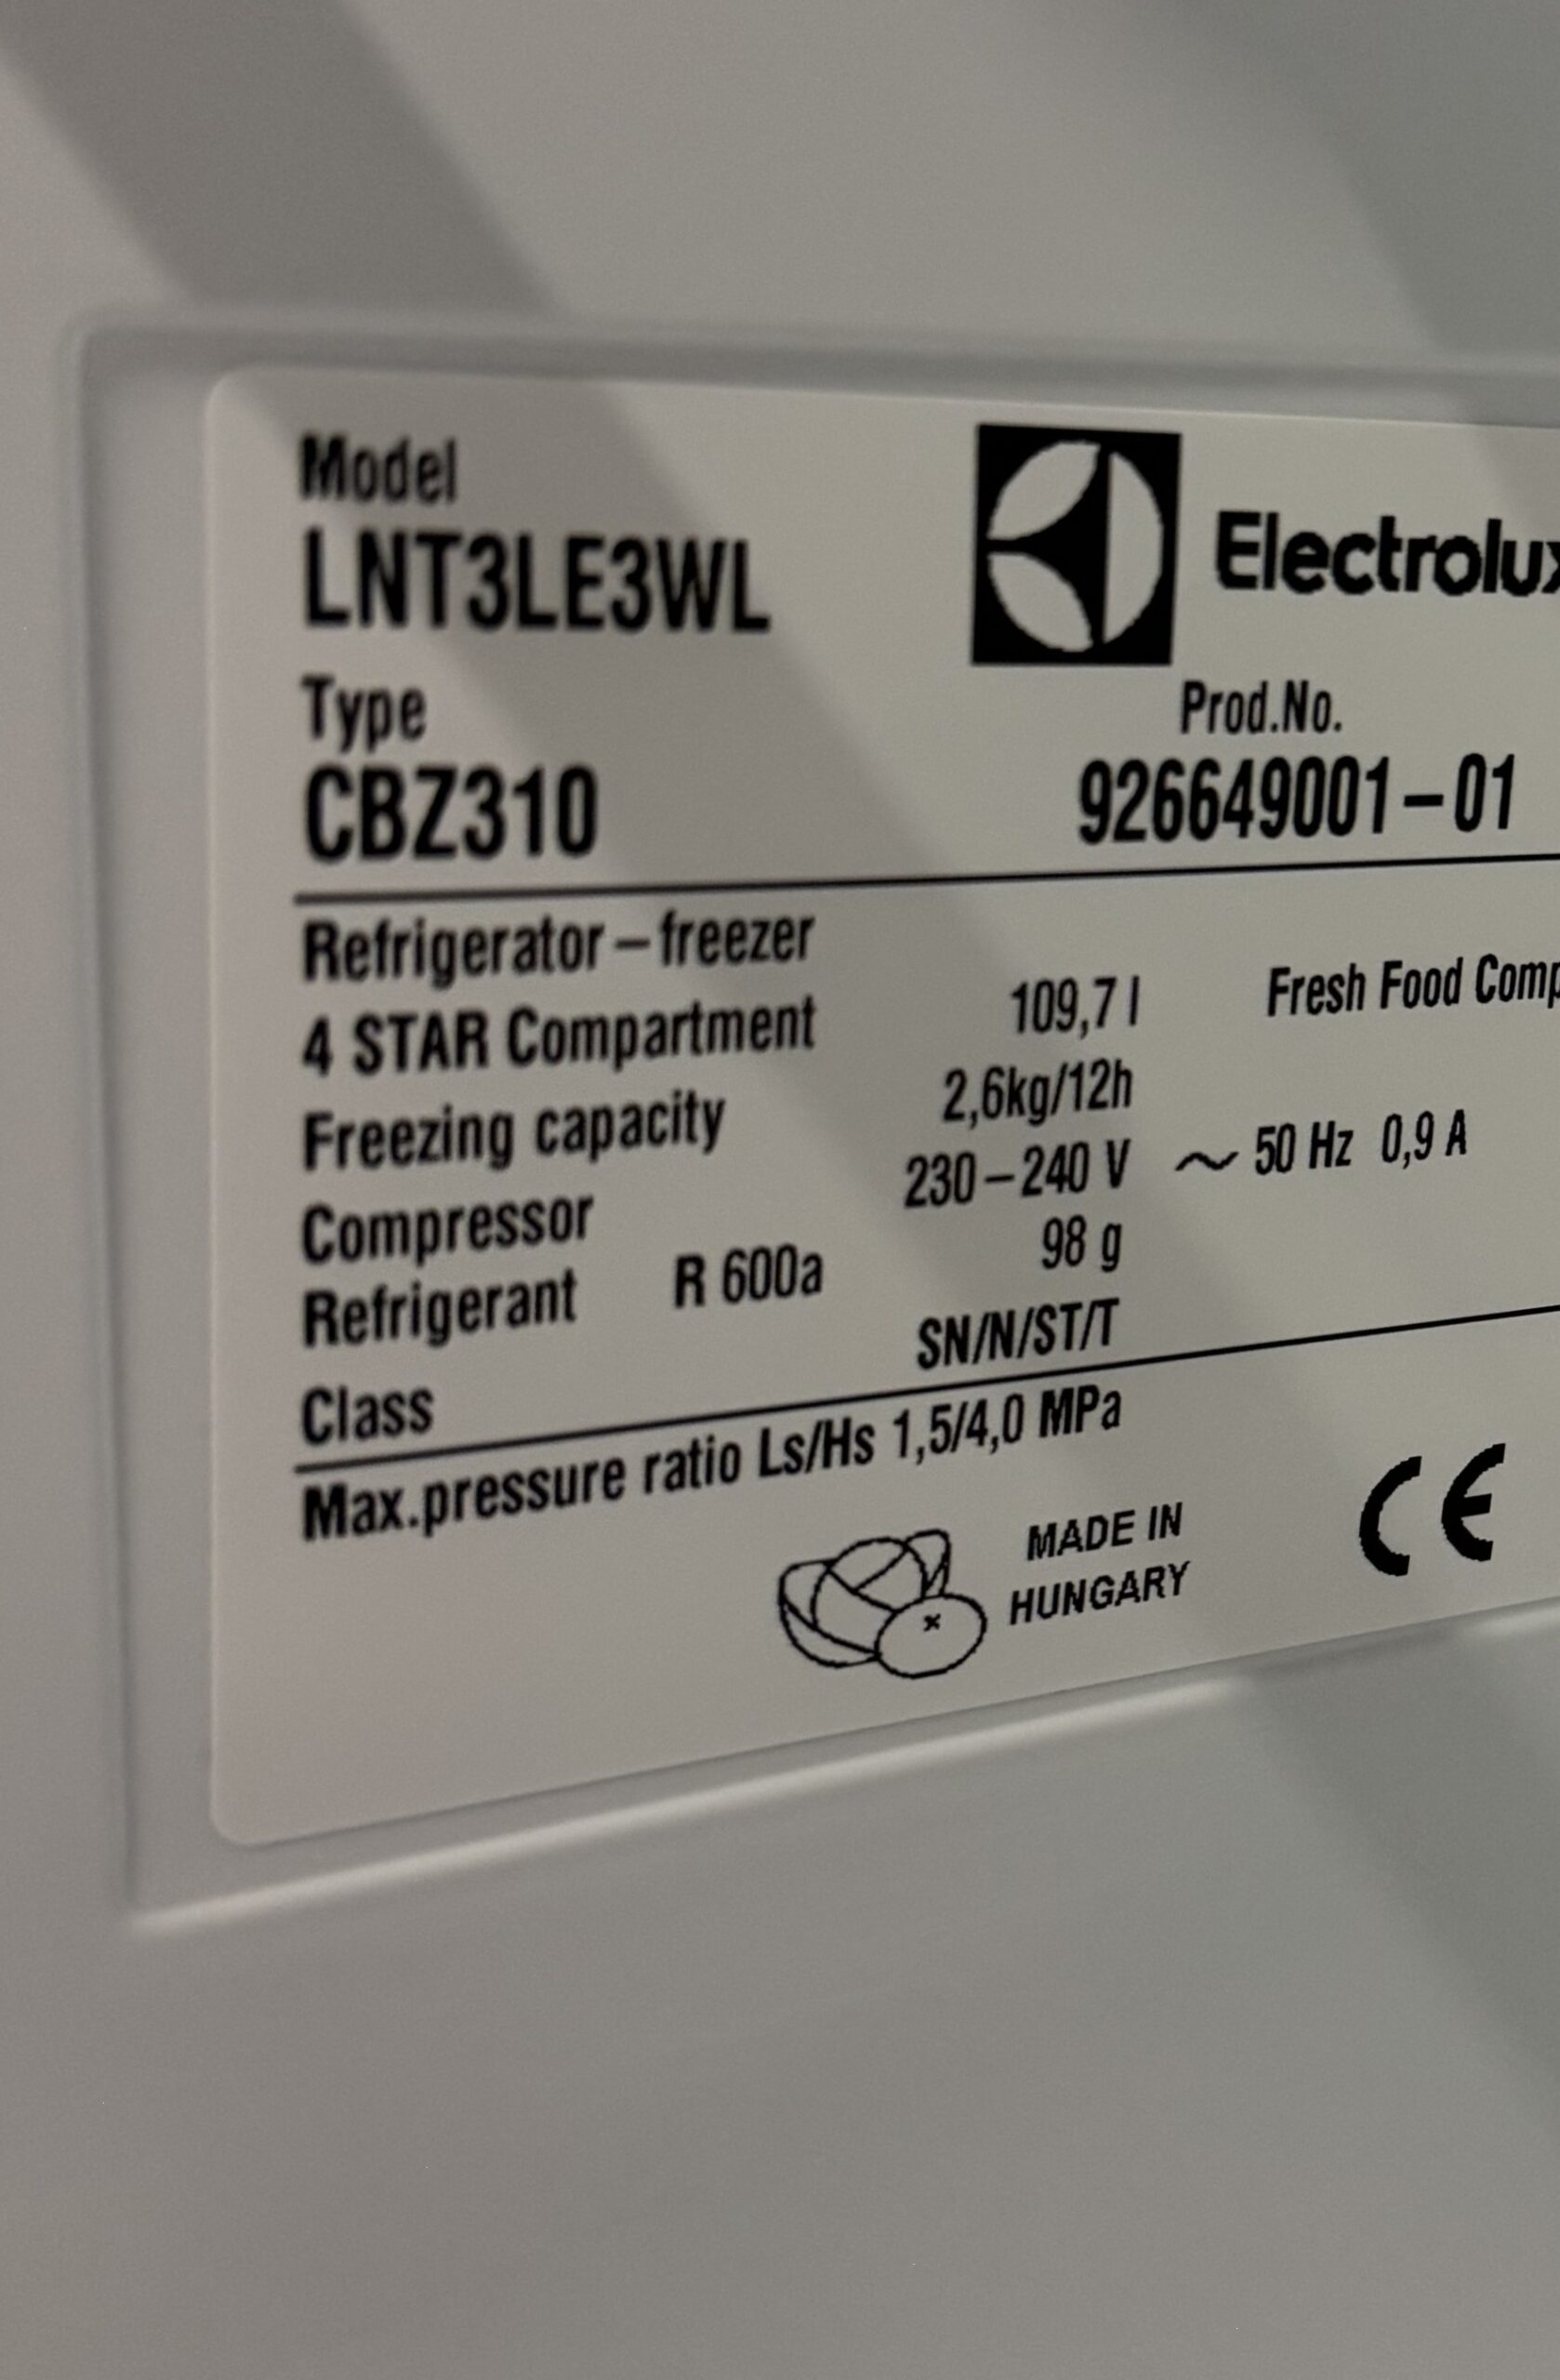 Model
LNT3LE3WL
Electrolux
Type
Prod.No.
CBZ310
926649001-01
Refrigerator-freezer
4 STAR Compartment 109,7 l Fresh Food Comp
Freezing capacity 2,6kg/12h
Compressor 230-240 V ~ 50 Hz 0,9 A
Refrigerant R 600a 98 g
Class SN/N/ST/T
Max.pressure ratio Ls/Hs 1,5/4,0 MPa
MADE IN
HUNGARY
CE